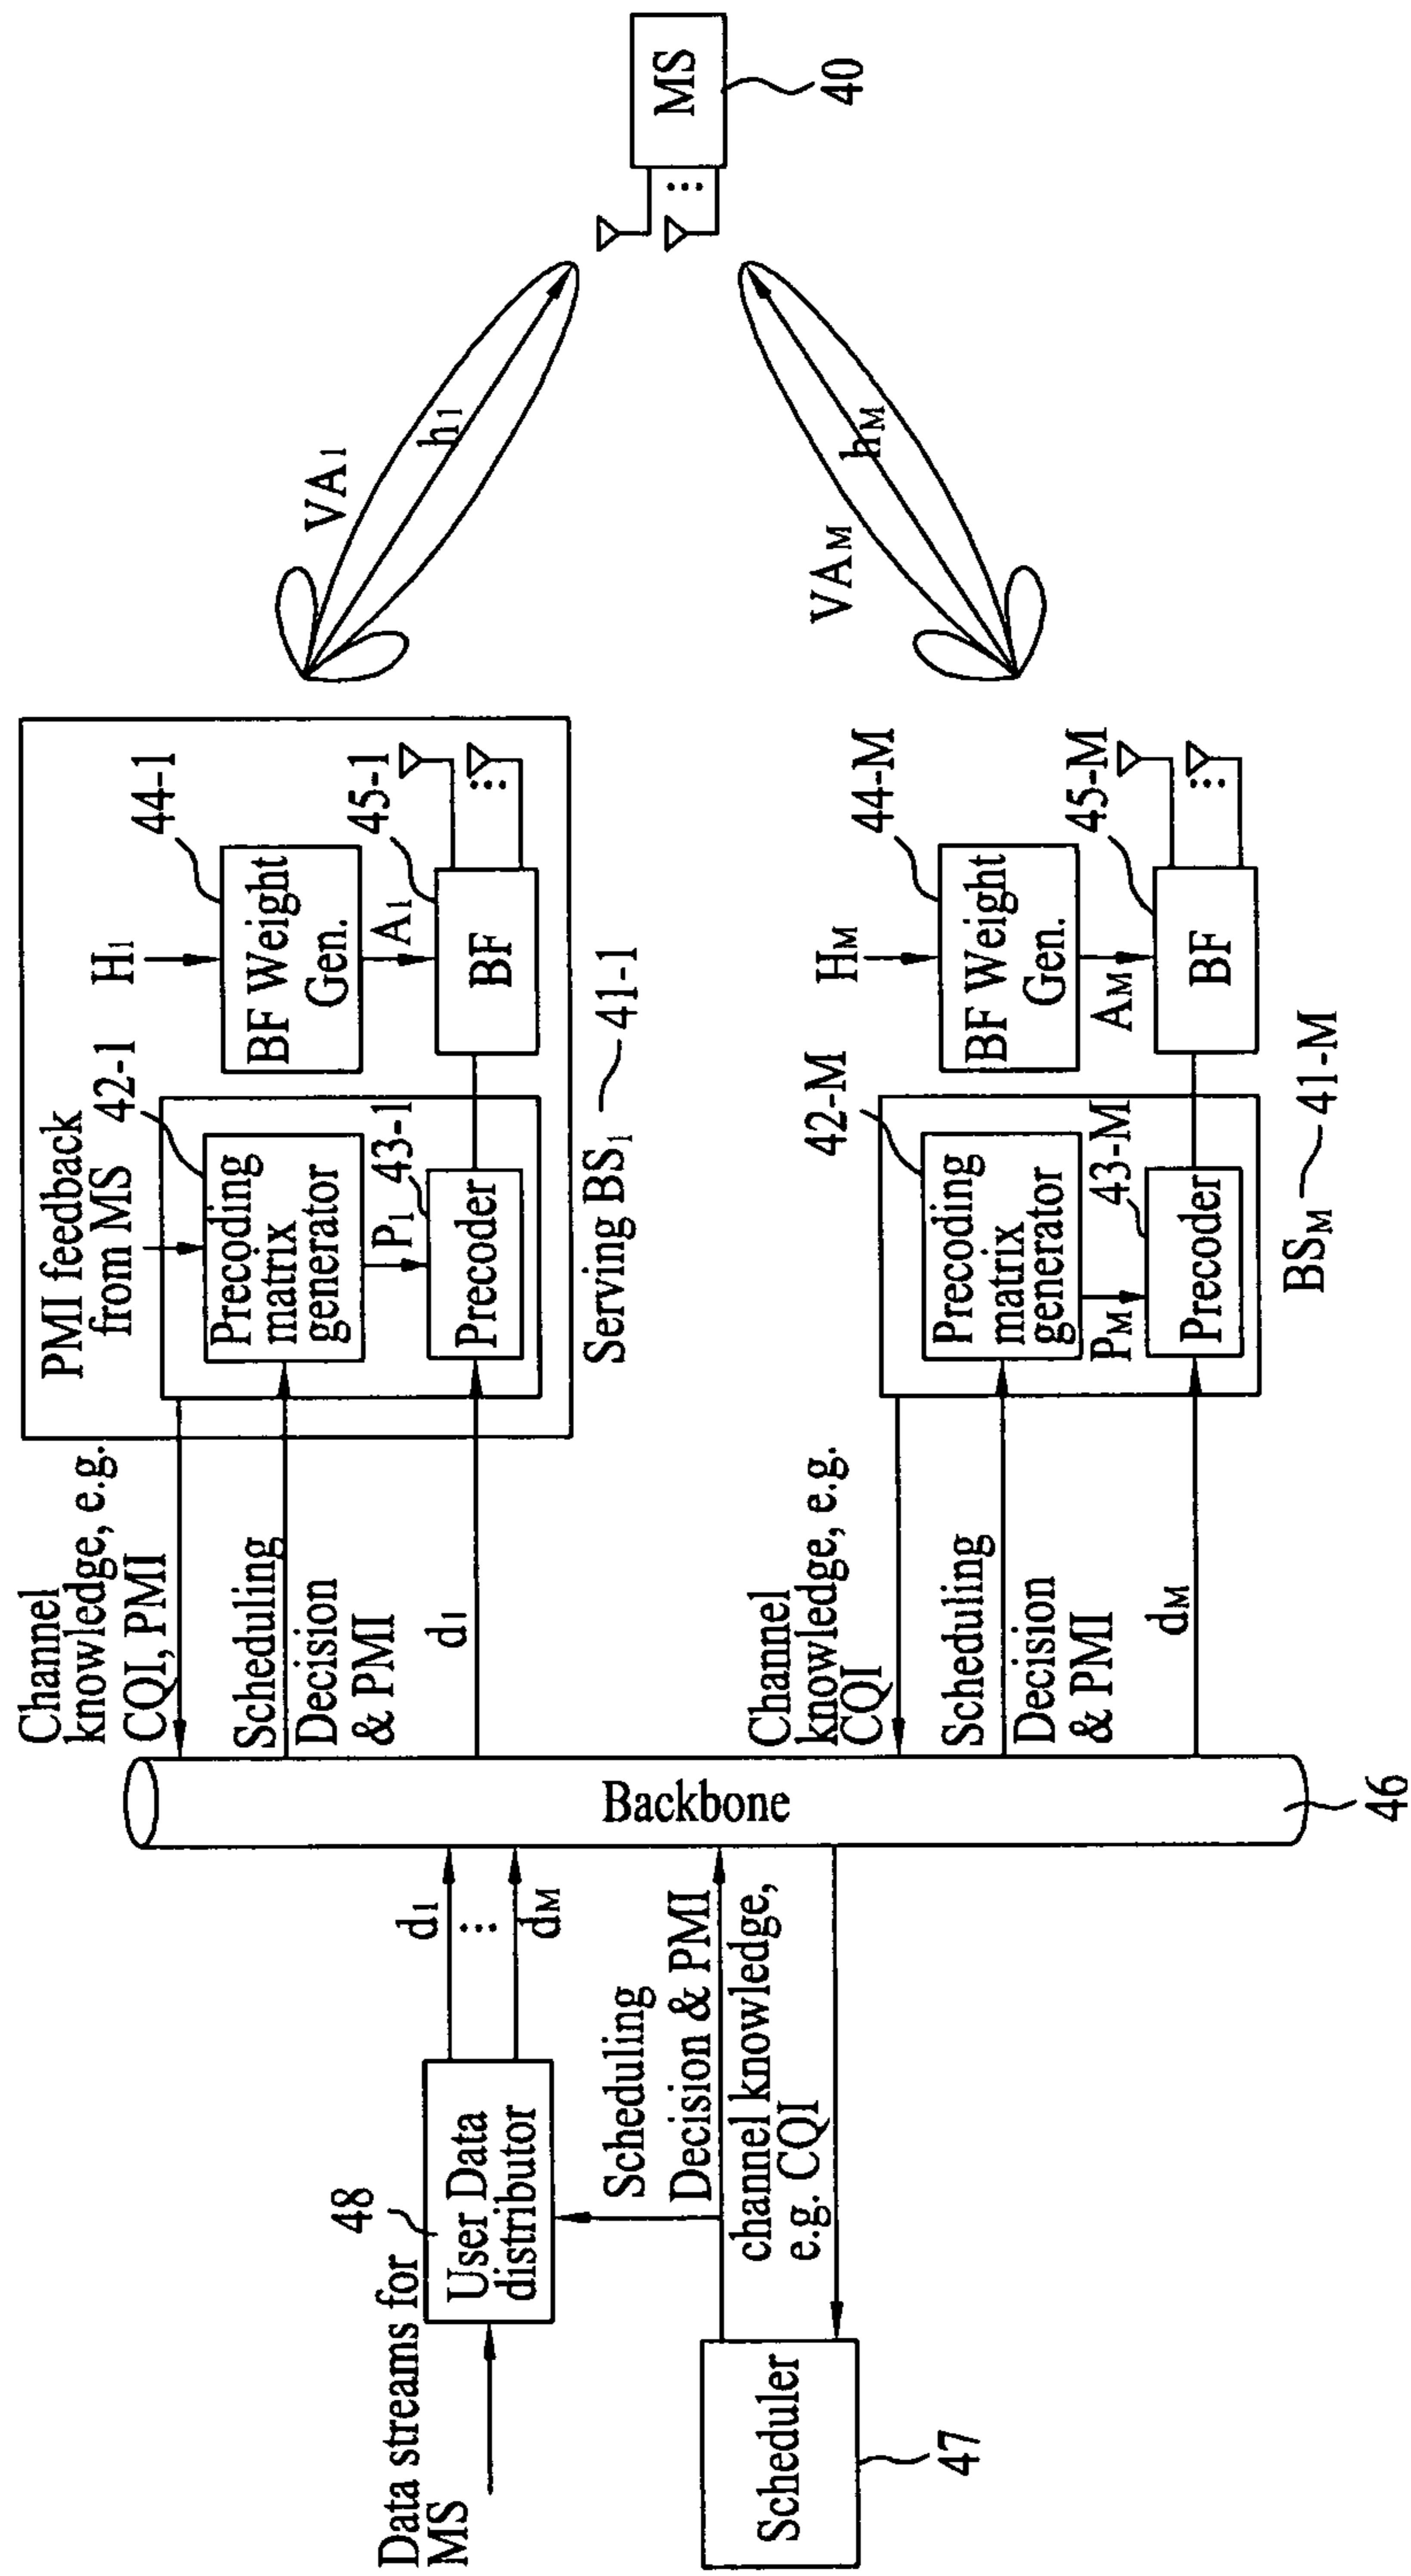 Data streams for
MS
48
User Data
distributor
d1
⋮
dM
Scheduler
47
Scheduling
Decision & PMI
channel knowledge,
e.g. CQI
Backbone
46
Channel
knowledge, e.g.
CQI, PMI
Scheduling
Decision
& PMI
d1
PMI feedback
from MS
42-1
Precoding
matrix
generator
P1
43-1
Precoder
H1
44-1
BF Weight
Gen.
A1
45-1
BF
Serving BS1
41-1
Channel
knowledge, e.g.
CQI
Scheduling
Decision
& PMI
dM
42-M
Precoding
matrix
generator
PM
43-M
Precoder
HM
44-M
BF Weight
Gen.
AM
45-M
BF
BSM
41-M
VA1
h1
VAM
hM
MS
40